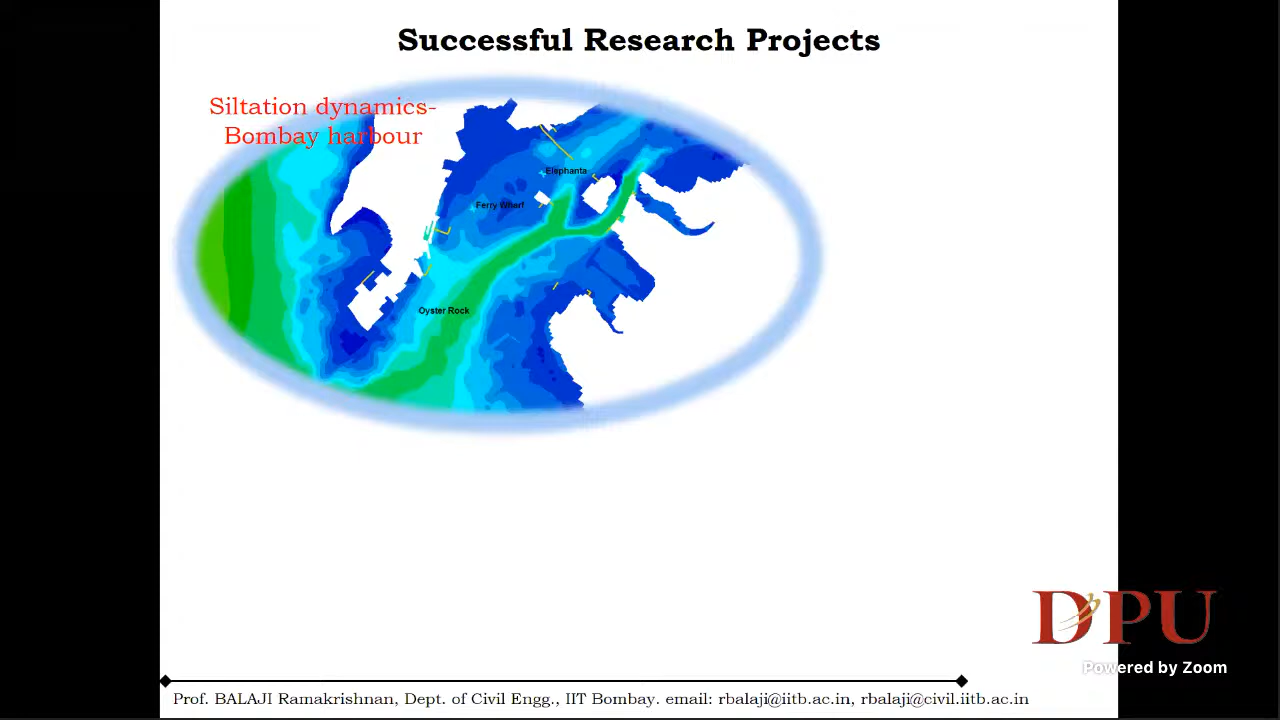 Successful Research Projects
Siltation dynamics-
Bombay harbour
Elephanta
Ferry Wharf
Oyster Rock
DPU
Powered by Zoom
Prof. BALAJI Ramakrishnan, Dept. of Civil Engg., IIT Bombay. email: rbalaji@iitb.ac.in, rbalaji@civil.iitb.ac.in